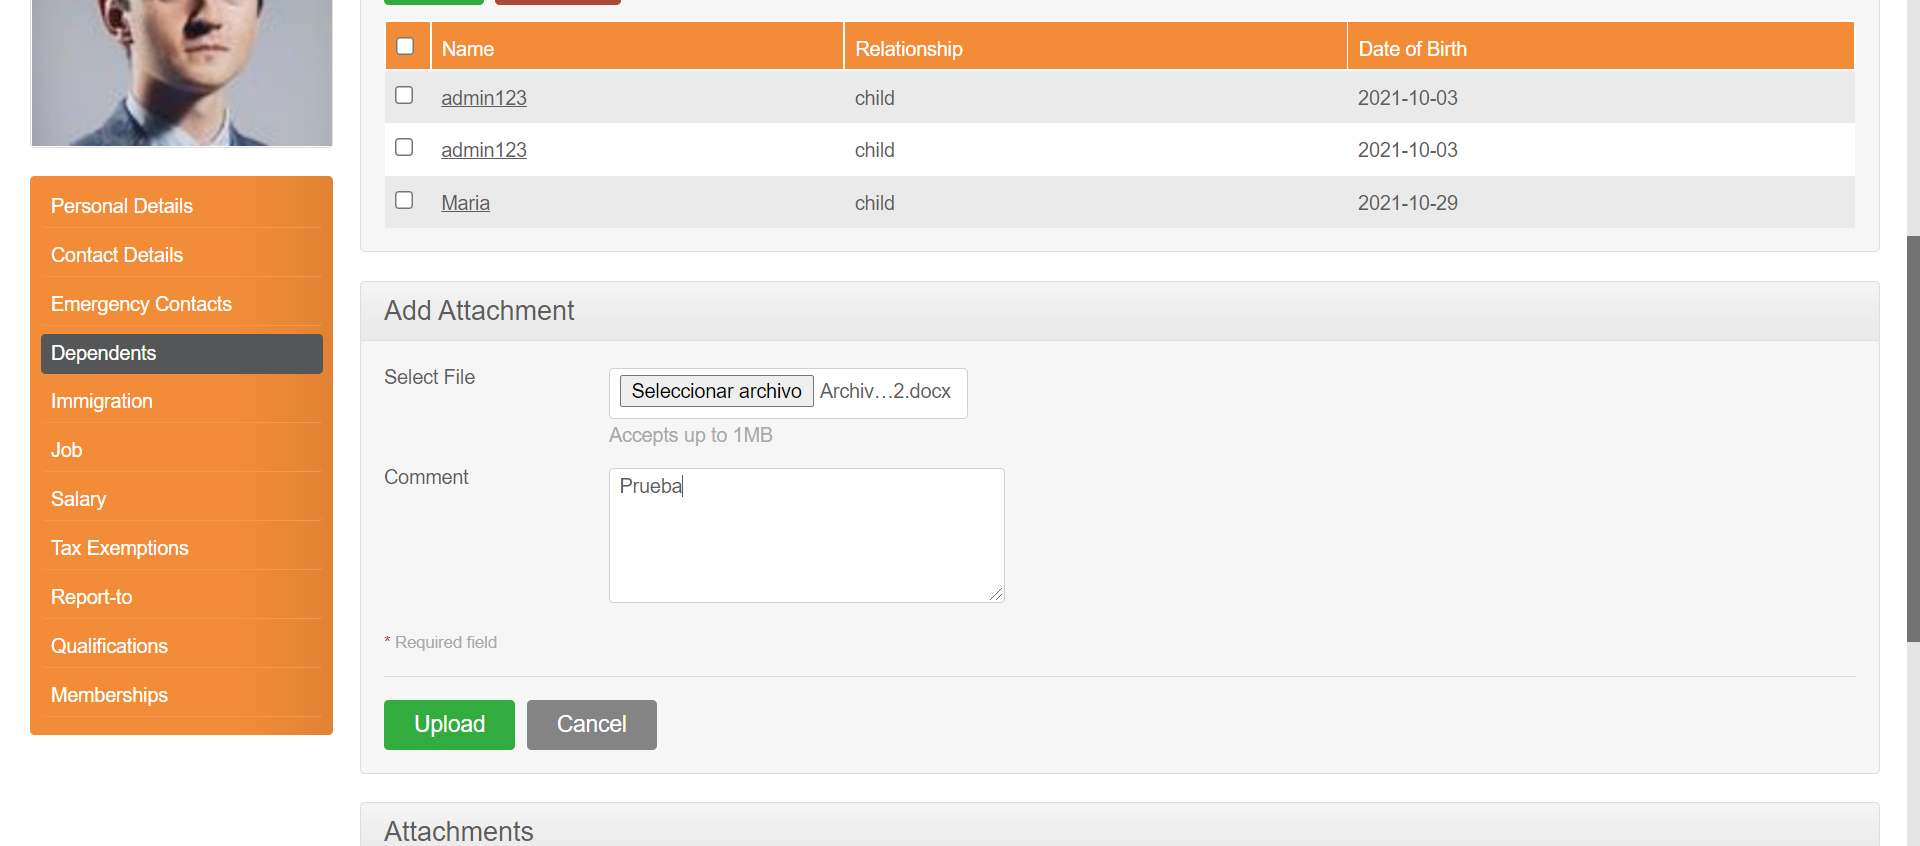 Name Relationship Date of Birth
admin123 child 2021-10-03
admin123 child 2021-10-03
Maria child 2021-10-29
Personal Details
Contact Details
Emergency Contacts
Dependents
Immigration
Job
Salary
Tax Exemptions
Report-to
Qualifications
Memberships
Add Attachment
Select File Seleccionar archivo Archiv…2.docx
Accepts up to 1MB
Comment Prueba
* Required field
Upload Cancel
Attachments